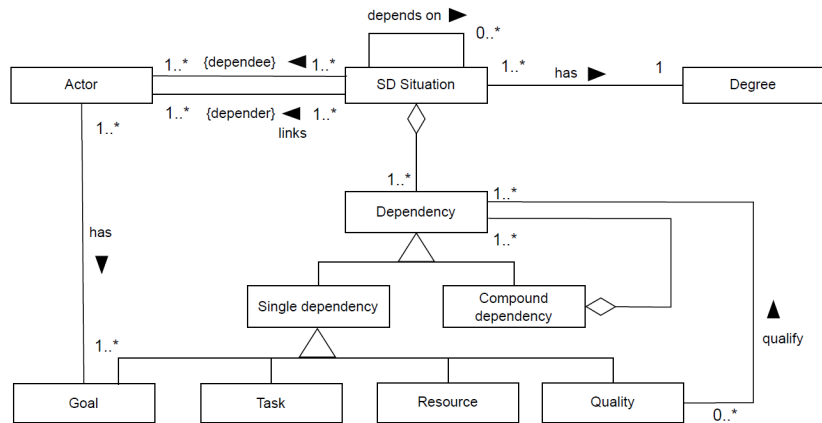 depends on
0..*
1..* {dependee} 1..*
1..* has 1
Actor
SD Situation
Degree
1..* {depender} 1..*
links
1..*
1..*
1..*
Dependency
1..*
has
Single dependency
Compound
dependency
qualify
1..*
Goal
Task
Resource
Quality
0..*